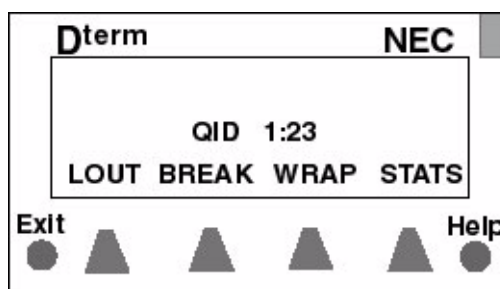 Dterm NEC
QID 1:23
LOUT BREAK WRAP STATS
Exit Help